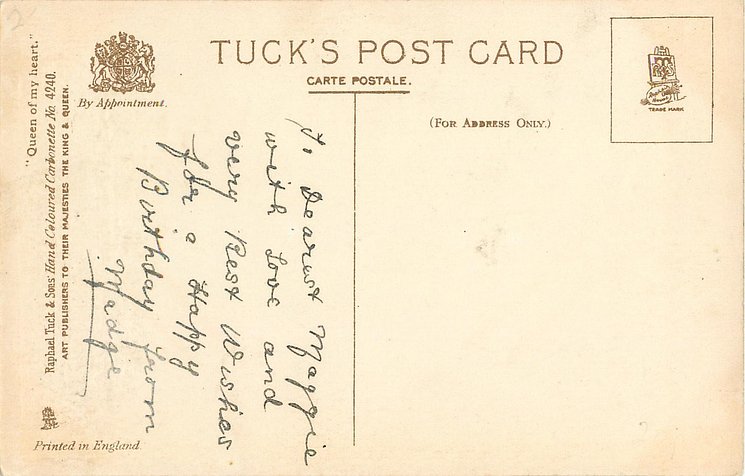 TUCK'S POST CARD
CARTE POSTALE.
(FOR ADDRESS ONLY.)
TRADE MARK
By Appointment.
"Queen of my heart."
Raphael Tuck & Sons' Hand Coloured Carbonette No. 4240.
ART PUBLISHERS TO THEIR MAJESTIES THE KING & QUEEN.
To Dearest Maggie
with Love and
very Best Wishes
for a Happy
Birthday from
Madge
Printed in England.